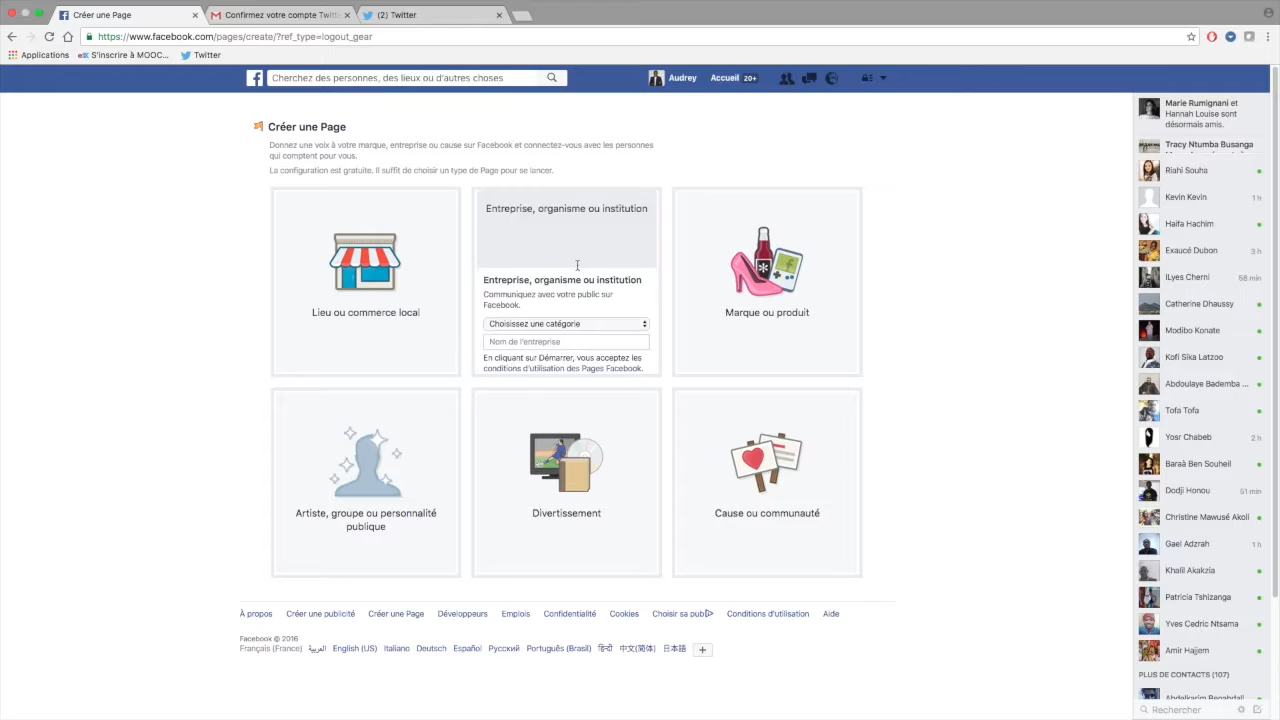 Créer une Page
Confirmez votre compte Twitt
(2) Twitter
https://www.facebook.com/pages/create/?ref_type=logout_gear
Applications
S'inscrire à MOOC...
Twitter
Cherchez des personnes, des lieux ou d'autres choses
Audrey
Accueil 20+
Créer une Page
Donnez une voix à votre marque, entreprise ou cause sur Facebook et connectez-vous avec les personnes
qui comptent pour vous.
La configuration est gratuite. Il suffit de choisir un type de Page pour se lancer.
Lieu ou commerce local
Entreprise, organisme ou institution
Entreprise, organisme ou institution
Communiquez avec votre public sur
Facebook.
Choisissez une catégorie
Nom de l'entreprise
En cliquant sur Démarrer, vous acceptez les
conditions d'utilisation des Pages Facebook.
Marque ou produit
Artiste, groupe ou personnalité
publique
Divertissement
Cause ou communauté
À propos Créer une publicité Créer une Page Développeurs Emplois Confidentialité Cookies Choisir sa pub Conditions d'utilisation Aide
Facebook © 2016
Français (France) العربية English (US) Italiano Deutsch Español Русский Português (Brasil) हिन्दी 中文(简体) 日本語
Marie Rumignani et
Hannah Louise sont
désormais amis.
Tracy Ntumba Busanga
Riahi Souha
Kevin Kevin 1 h
Haifa Hachim
Exaucé Dubon 3 h
ILyes Cherni 58 min
Catherine Dhaussy
Modibo Konate
Kofi Sika Latzoo
Abdoulaye Bademba ...
Tofa Tofa
Yosr Chabeb 2 h
Baraâ Ben Souheil
Dodji Honou 51 min
Christine Mawusé Akoli
Gael Adzrah 1 h
Khalil Akakzia
Patricia Tshizanga
Yves Cedric Ntsama
Amir Hajjem
PLUS DE CONTACTS (107)
Abdelkarim Benabdall
Rechercher